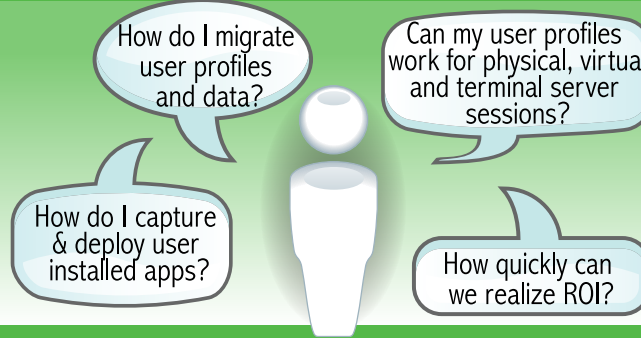 How do I migrate
user profiles
and data?
Can my user profiles
work for physical, virtua
and terminal server
sessions?
How do I capture
& deploy user
installed apps?
How quickly can
we realize ROI?